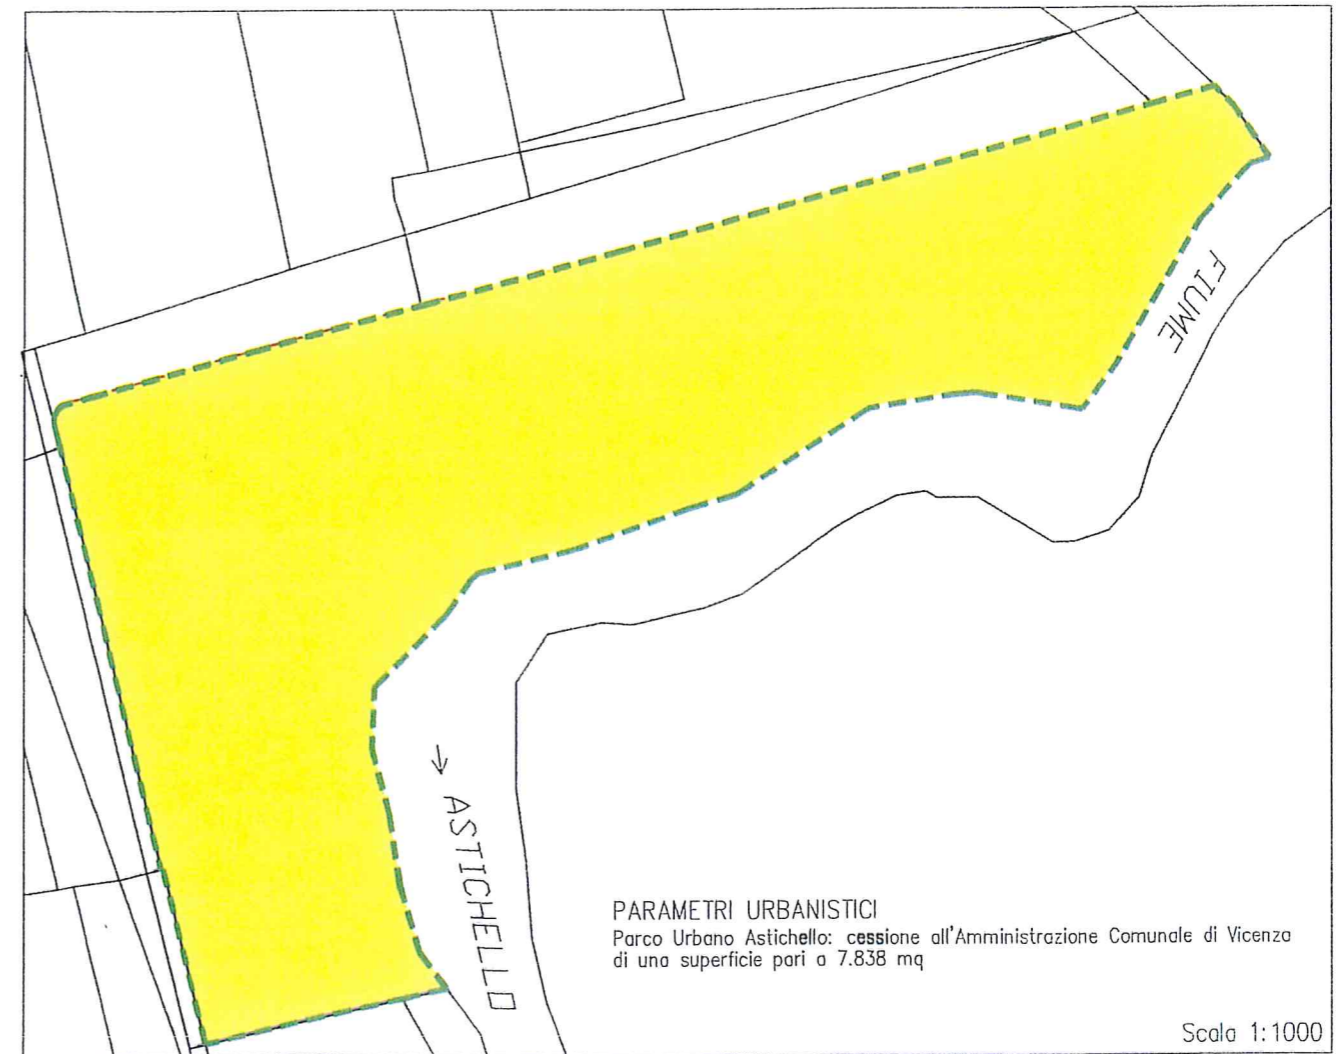 FIUME
→ ASTICHELLO
PARAMETRI URBANISTICI
Parco Urbano Astichello: cessione all'Amministrazione Comunale di Vicenza
di una superficie pari a 7.838 mq
Scala 1:1000